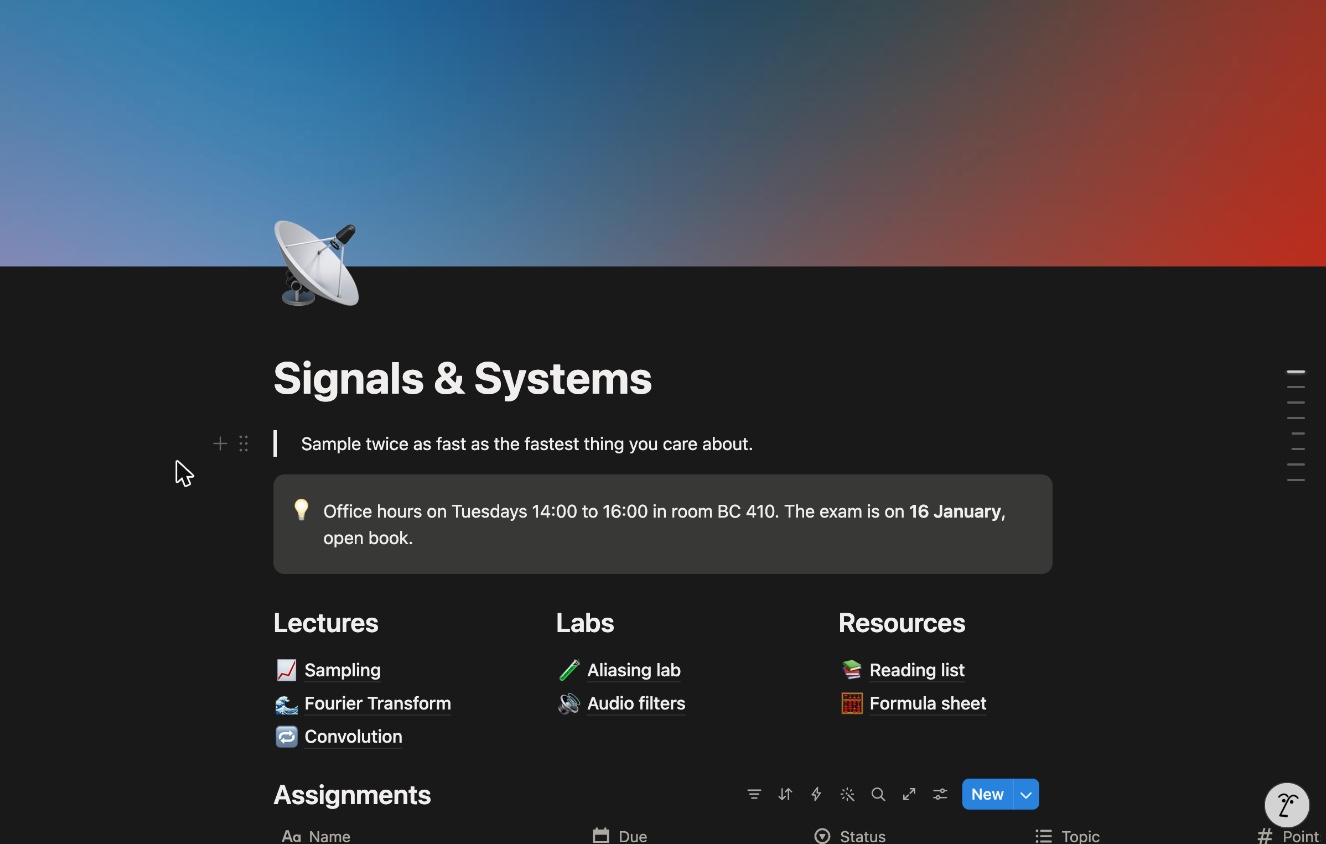 Signals & Systems
Sample twice as fast as the fastest thing you care about.
Office hours on Tuesdays 14:00 to 16:00 in room BC 410. The exam is on 16 January,
open book.
Lectures
Sampling
Fourier Transform
Convolution
Labs
Aliasing lab
Audio filters
Resources
Reading list
Formula sheet
Assignments
New
Aa Name
Due
Status
Topic
# Point